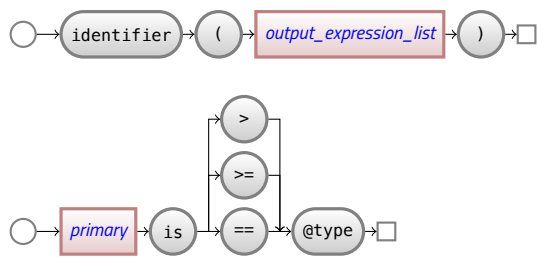 identifier ( output_expression_list )
>
>=
primary is == @type